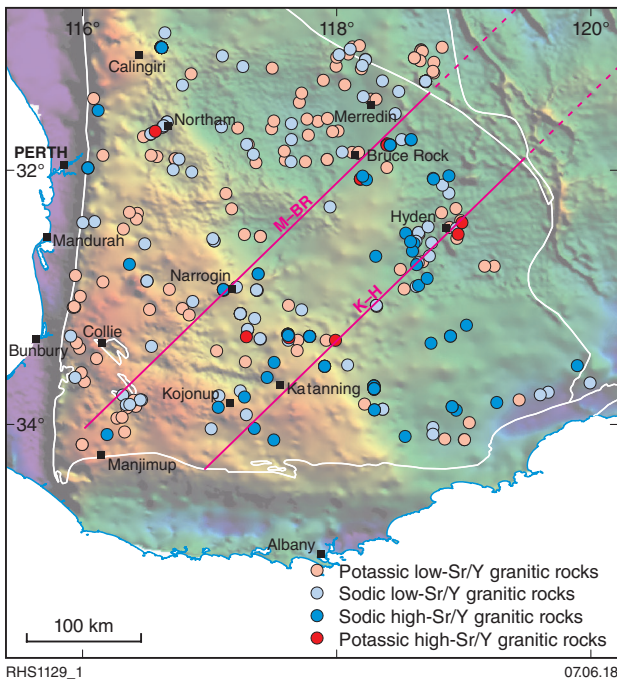 116°
118°
120°
Calingiri
Northam
Merredin
PERTH
Bruce Rock
32°
M–BR
Hyden
Mandurah
K–H
Narrogin
Collie
Bunbury
Kojonup
Katanning
34°
Manjimup
Albany
Potassic low-Sr/Y granitic rocks
Sodic low-Sr/Y granitic rocks
Sodic high-Sr/Y granitic rocks
Potassic high-Sr/Y granitic rocks
100 km
RHS1129_1
07.06.18